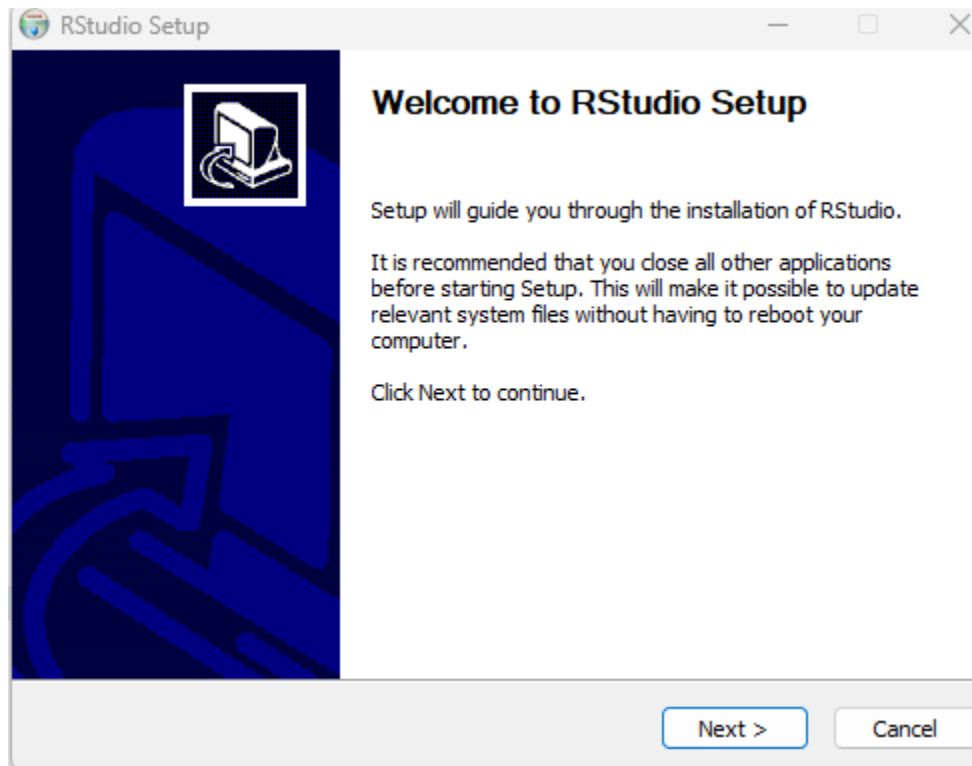 RStudio Setup
Welcome to RStudio Setup
Setup will guide you through the installation of RStudio.
It is recommended that you close all other applications
before starting Setup. This will make it possible to update
relevant system files without having to reboot your
computer.
Click Next to continue.
Next >
Cancel